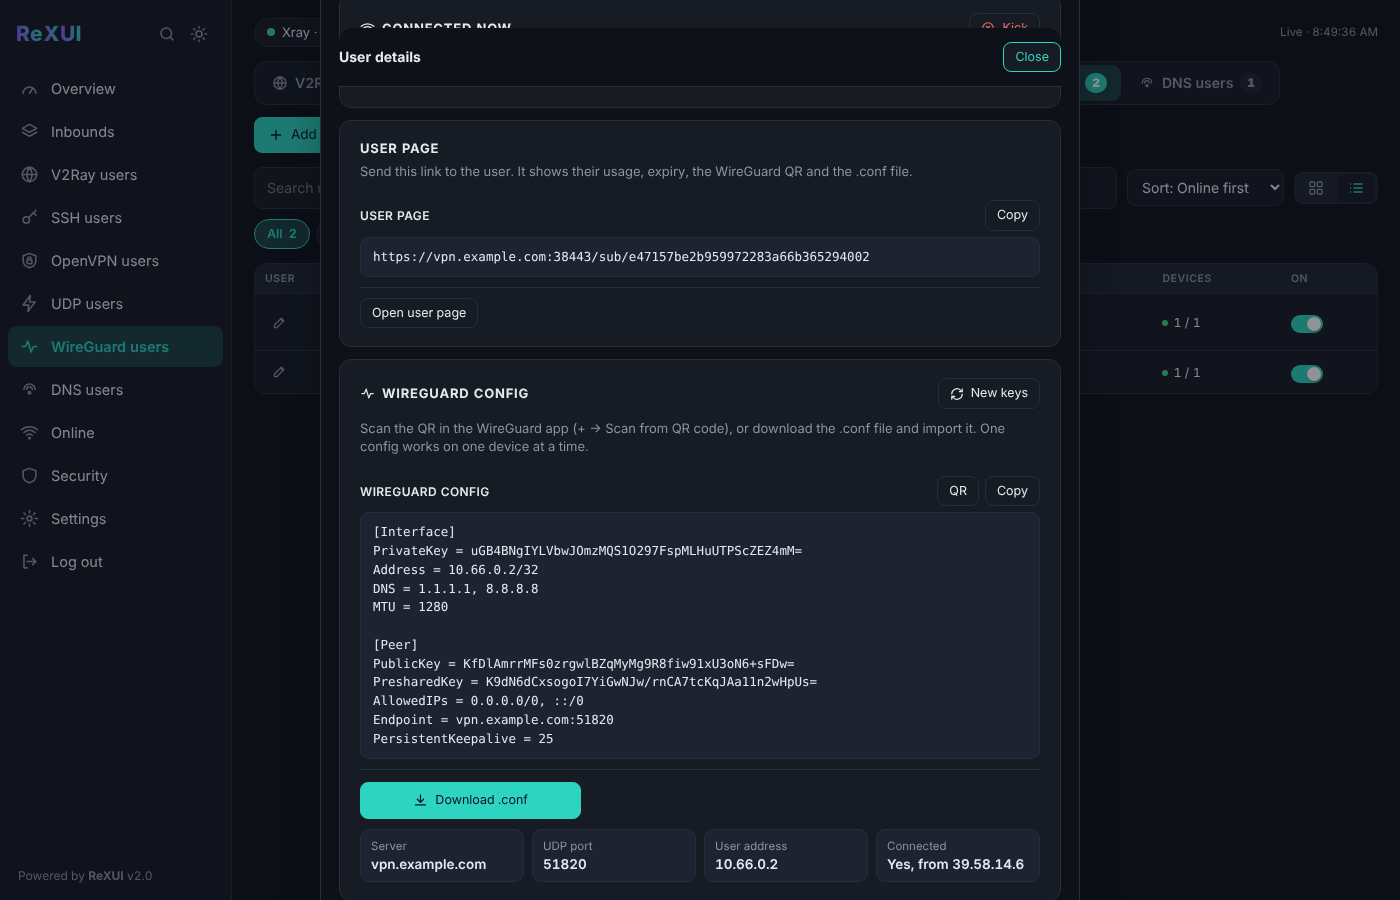 ReXUI
Overview
Inbounds
V2Ray users
SSH users
OpenVPN users
UDP users
WireGuard users
DNS users
Online
Security
Settings
Log out
Powered by ReXUI v2.0
Xray ·
Live · 8:49:36 AM
V2R
2
DNS users 1
Add
Search u
Sort: Online first
All 2
USER
DEVICES
ON
1 / 1
1 / 1
CONNECTED NOW
Kick
User details
Close
USER PAGE
Send this link to the user. It shows their usage, expiry, the WireGuard QR and the .conf file.
USER PAGE
Copy
https://vpn.example.com:38443/sub/e47157be2b959972283a66b365294002
Open user page
WIREGUARD CONFIG
New keys
Scan the QR in the WireGuard app (+ → Scan from QR code), or download the .conf file and import it. One
config works on one device at a time.
WIREGUARD CONFIG
QR
Copy
[Interface]
PrivateKey = uGB4BNgIYLVbwJOmzMQS1O297FspMLHuUTPScZEZ4mM=
Address = 10.66.0.2/32
DNS = 1.1.1.1, 8.8.8.8
MTU = 1280
[Peer]
PublicKey = KfDlAmrrMFs0zrgwlBZqMyMg9R8fiw91xU3oN6+sFDw=
PresharedKey = K9dN6dCxsogoI7YiGwNJw/rnCA7tcKqJAa11n2wHpUs=
AllowedIPs = 0.0.0.0/0, ::/0
Endpoint = vpn.example.com:51820
PersistentKeepalive = 25
Download .conf
Server
vpn.example.com
UDP port
51820
User address
10.66.0.2
Connected
Yes, from 39.58.14.6